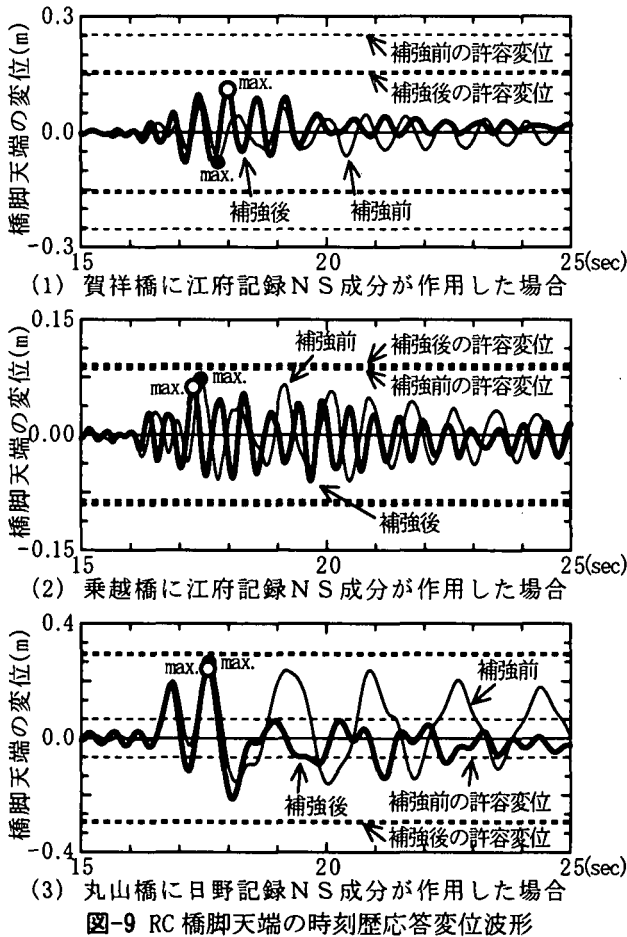 0.3
補強前の許容変位
補強後の許容変位
max.
0.0
max.
補強後
補強前
-0.3
橋脚天端の変位(m)
15
20
25(sec)
(1) 賀祥橋に江府記録NS成分が作用した場合
0.15
補強前
補強後の許容変位
補強前の許容変位
max.
max.
0.00
補強後
-0.15
橋脚天端の変位(m)
15
20
25(sec)
(2) 乗越橋に江府記録NS成分が作用した場合
0.4
max.
max.
補強前
0.0
補強後
補強前の許容変位
補強後の許容変位
-0.4
橋脚天端の変位(m)
15
20
25(sec)
(3) 丸山橋に日野記録NS成分が作用した場合
図-9 RC橋脚天端の時刻歴応答変位波形